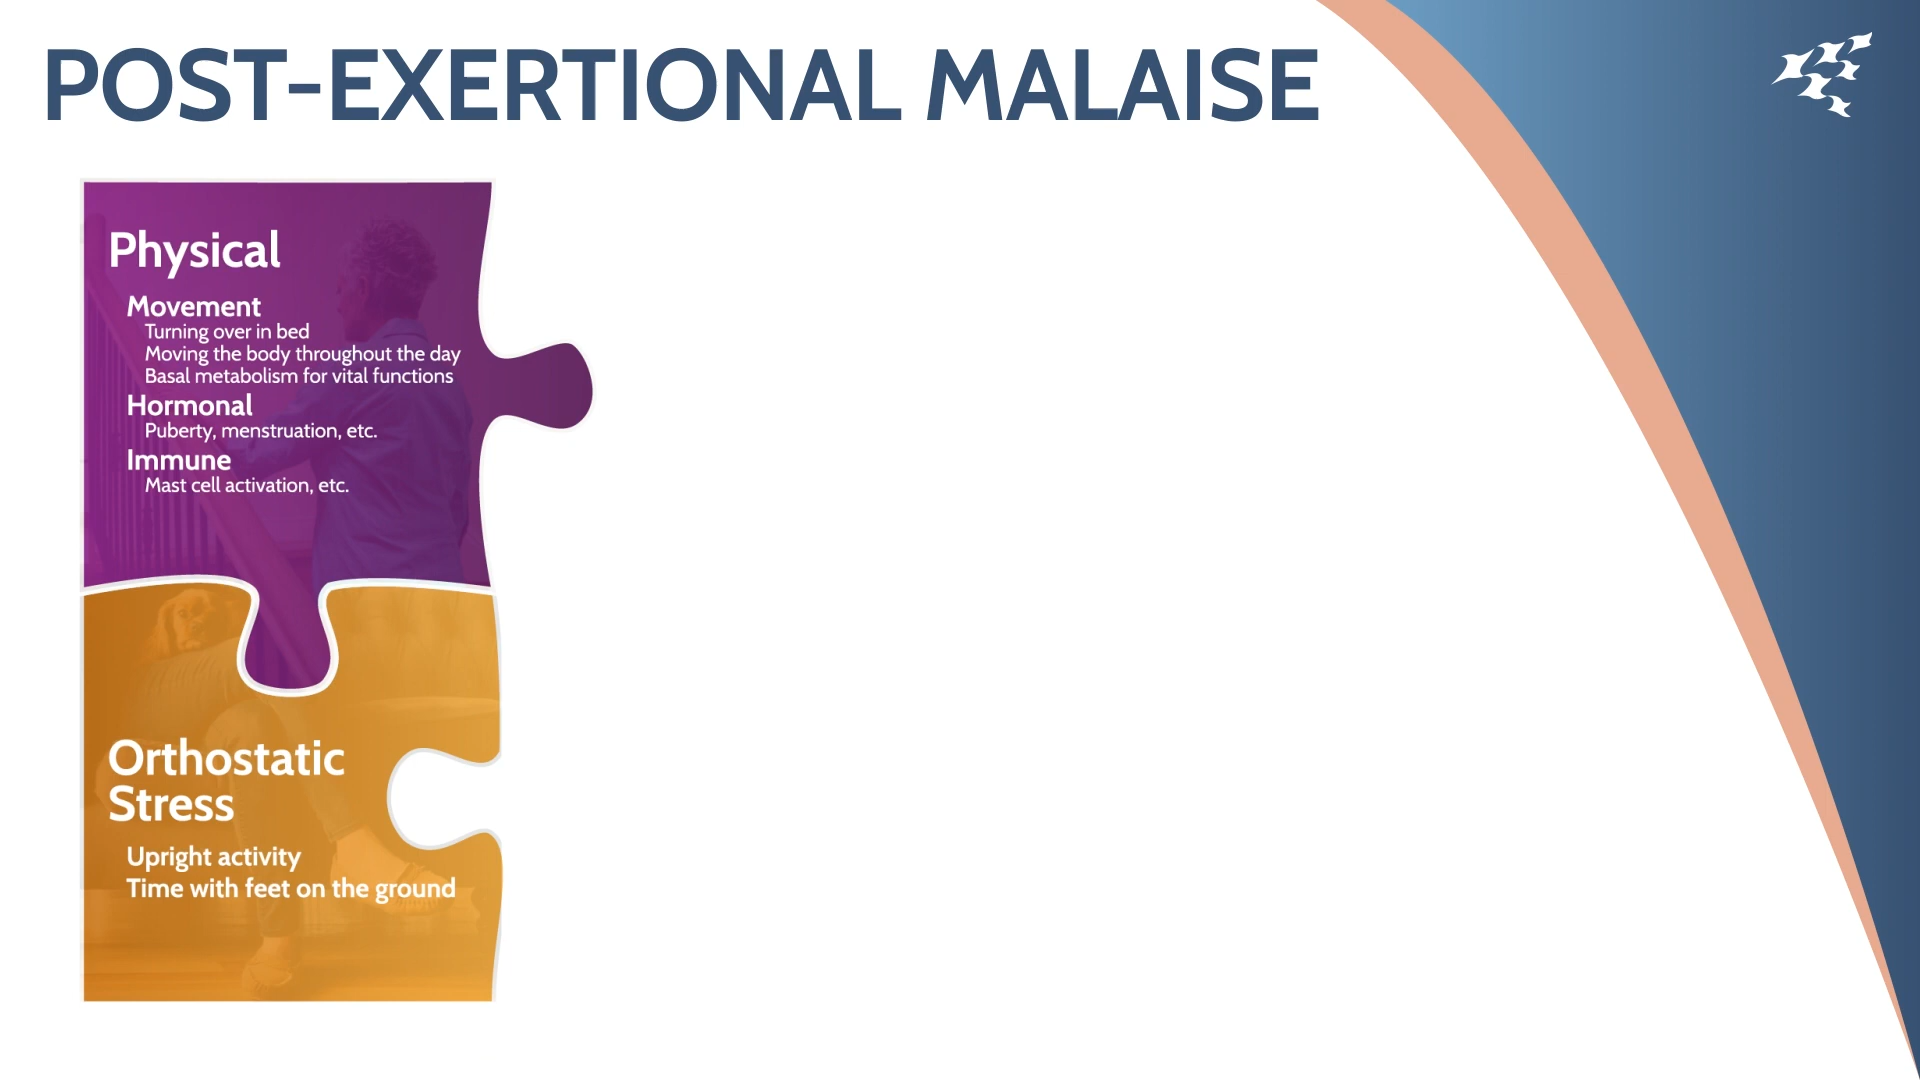 POST-EXERTIONAL MALAISE
Physical
Movement
Turning over in bed
Moving the body throughout the day
Basal metabolism for vital functions
Hormonal
Puberty, menstruation, etc.
Immune
Mast cell activation, etc.
Orthostatic
Stress
Upright activity
Time with feet on the ground